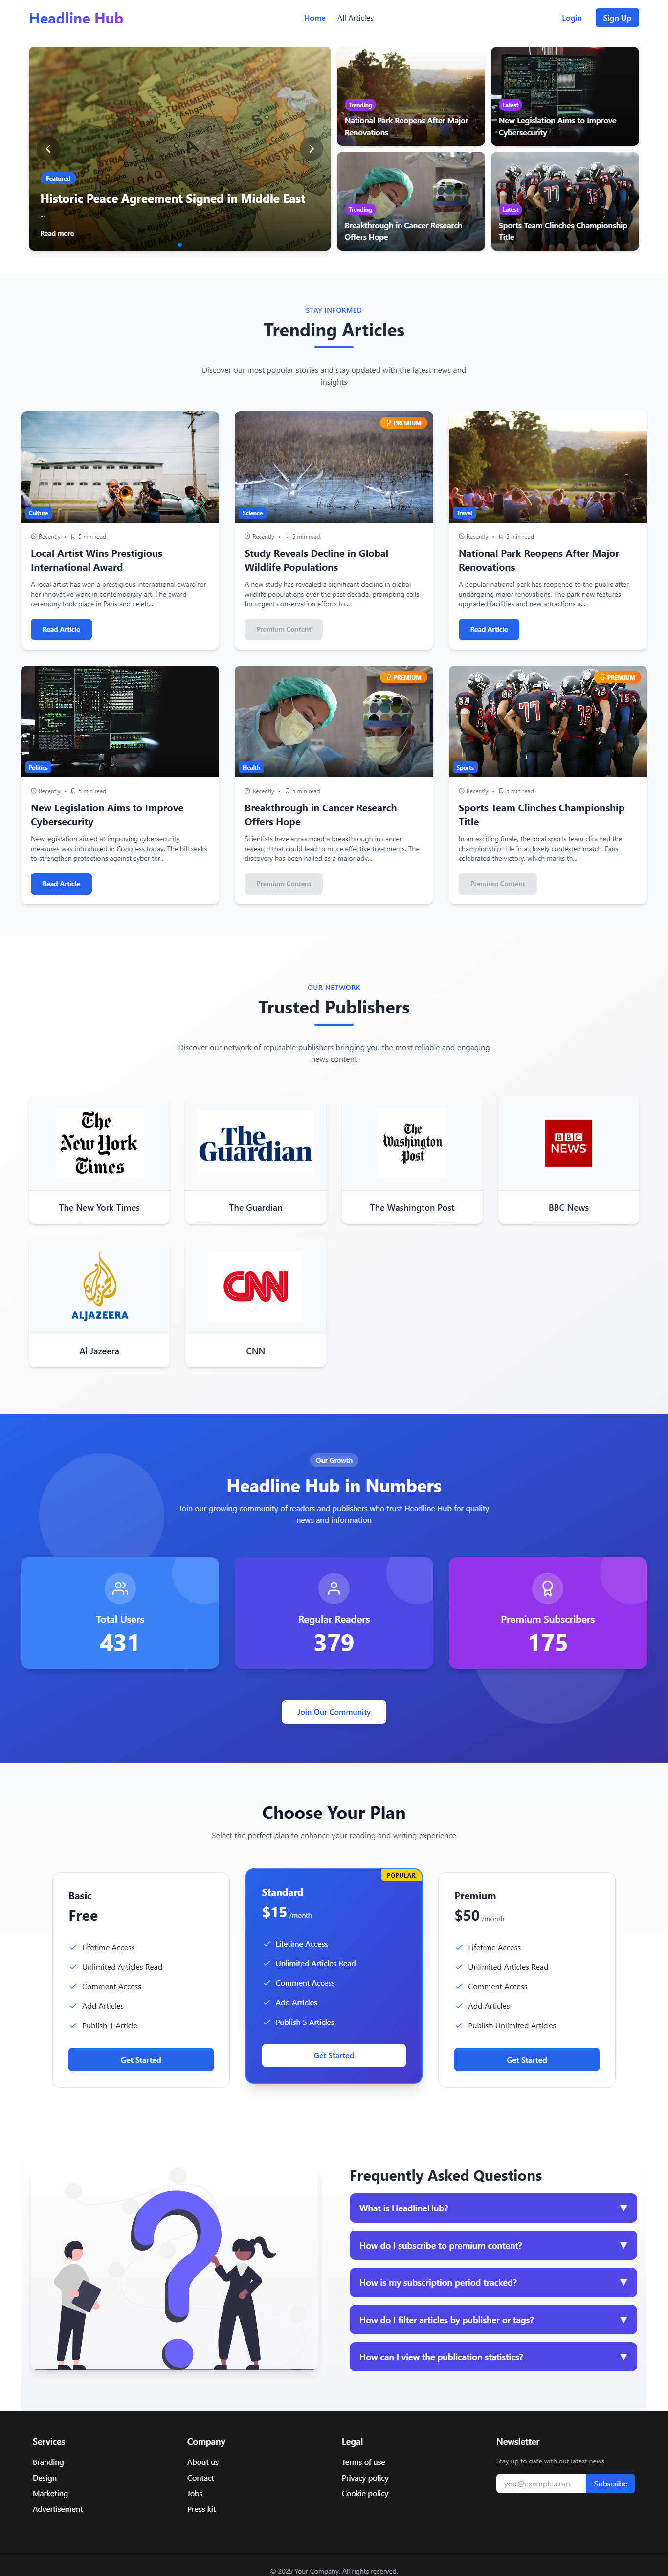 Headline Hub
Home
All Articles
Login
Sign Up
Featured
Historic Peace Agreement Signed in Middle East
...
Read more
Trending
National Park Reopens After Major
Renovations
Latest
New Legislation Aims to Improve
Cybersecurity
Trending
Breakthrough in Cancer Research
Offers Hope
Latest
Sports Team Clinches Championship
Title
STAY INFORMED
Trending Articles
Discover our most popular stories and stay updated with the latest news and
insights
Culture
Recently • 5 min read
Local Artist Wins Prestigious
International Award
A local artist has won a prestigious international award for
her innovative work in contemporary art. The award
ceremony took place in Paris and celeb...
Read Article
PREMIUM
Science
Recently • 5 min read
Study Reveals Decline in Global
Wildlife Populations
A new study has revealed a significant decline in global
wildlife populations over the past decade, prompting calls
for urgent conservation efforts to...
Premium Content
Travel
Recently • 5 min read
National Park Reopens After Major
Renovations
A popular national park has reopened to the public after
undergoing major renovations. The park now features
upgraded facilities and new attractions a...
Read Article
Politics
Recently • 5 min read
New Legislation Aims to Improve
Cybersecurity
New legislation aimed at improving cybersecurity
measures was introduced in Congress today. The bill seeks
to strengthen protections against cyber thr...
Read Article
PREMIUM
Health
Recently • 5 min read
Breakthrough in Cancer Research
Offers Hope
Scientists have announced a breakthrough in cancer
research that could lead to more effective treatments. The
discovery has been hailed as a major adv...
Premium Content
PREMIUM
Sports
Recently • 5 min read
Sports Team Clinches Championship
Title
In an exciting finale, the local sports team clinched the
championship title in a closely contested match. Fans
celebrated the victory, which marks th...
Premium Content
OUR NETWORK
Trusted Publishers
Discover our network of reputable publishers bringing you the most reliable and engaging
news content
The
New York
Times
The New York Times
The
Guardian
The Guardian
The
Washington
Post
The Washington Post
BBC
NEWS
BBC News
ALJAZEERA
Al Jazeera
CNN
CNN
Our Growth
Headline Hub in Numbers
Join our growing community of readers and publishers who trust Headline Hub for quality
news and information
Total Users
431
Regular Readers
379
Premium Subscribers
175
Join Our Community
Choose Your Plan
Select the perfect plan to enhance your reading and writing experience
Basic
Free
Lifetime Access
Unlimited Articles Read
Comment Access
Add Articles
Publish 1 Article
Get Started
POPULAR
Standard
$15 /month
Lifetime Access
Unlimited Articles Read
Comment Access
Add Articles
Publish 5 Articles
Get Started
Premium
$50 /month
Lifetime Access
Unlimited Articles Read
Comment Access
Add Articles
Publish Unlimited Articles
Get Started
Frequently Asked Questions
What is HeadlineHub?
How do I subscribe to premium content?
How is my subscription period tracked?
How do I filter articles by publisher or tags?
How can I view the publication statistics?
Services
Branding
Design
Marketing
Advertisement
Company
About us
Contact
Jobs
Press kit
Legal
Terms of use
Privacy policy
Cookie policy
Newsletter
Stay up to date with our latest news
you@example.com
Subscribe
© 2025 Your Company. All rights reserved.